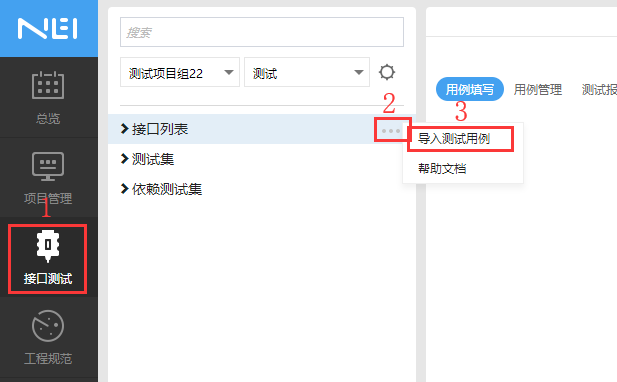 NEI
总览
项目管理
1
接口测试
工程规范
搜索
测试项目组22
测试
接口列表
2
测试集
依赖测试集
用例填写
用例管理
测试报
3
导入测试用例
帮助文档